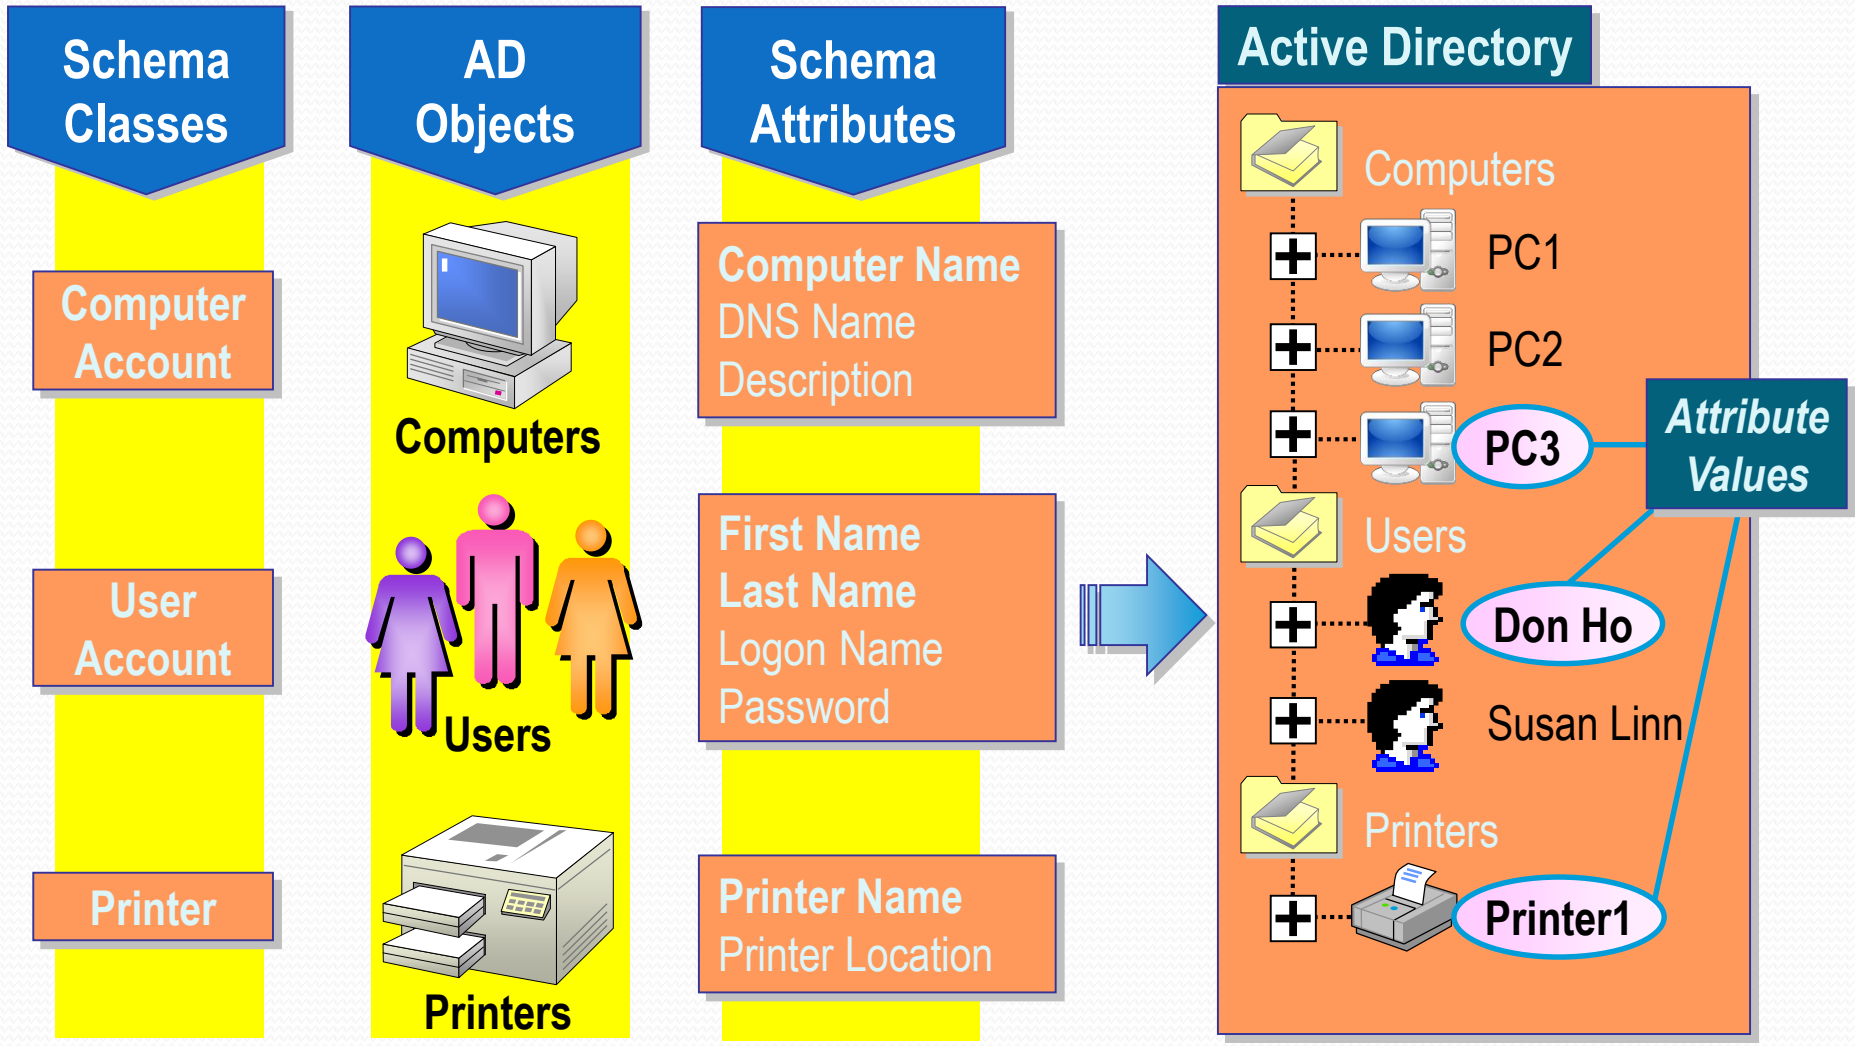 Schema
Classes
Computer
Account
User
Account
Printer
AD
Objects
Computers
Users
Printers
Schema
Attributes
Computer Name
DNS Name
Description
First Name
Last Name
Logon Name
Password
Printer Name
Printer Location
Active Directory
Computers
PC1
PC2
PC3
Users
Don Ho
Susan Linn
Printers
Printer1
Attribute
Values